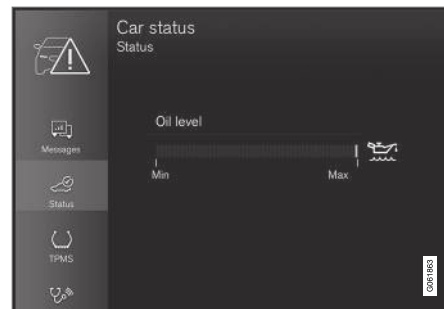 Car status
Status
Messages
Status
TPMS
Oil level
Min Max
G061863